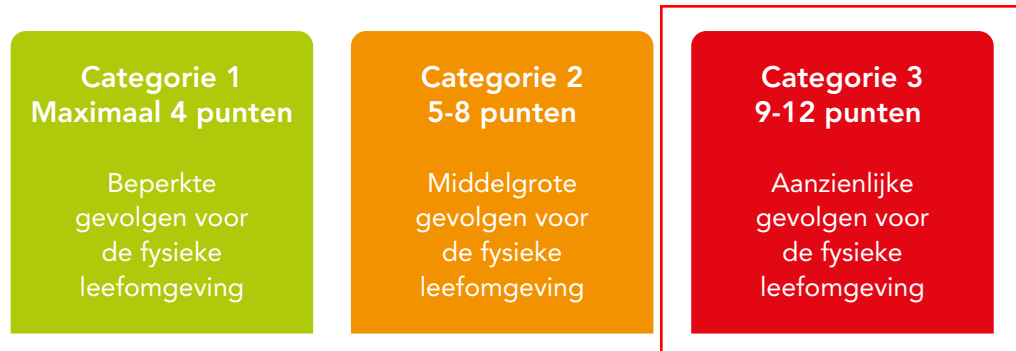 Categorie 1
Maximaal 4 punten
Beperkte
gevolgen voor
de fysieke
leefomgeving
Categorie 2
5-8 punten
Middelgrote
gevolgen voor
de fysieke
leefomgeving
Categorie 3
9-12 punten
Aanzienlijke
gevolgen voor
de fysieke
leefomgeving